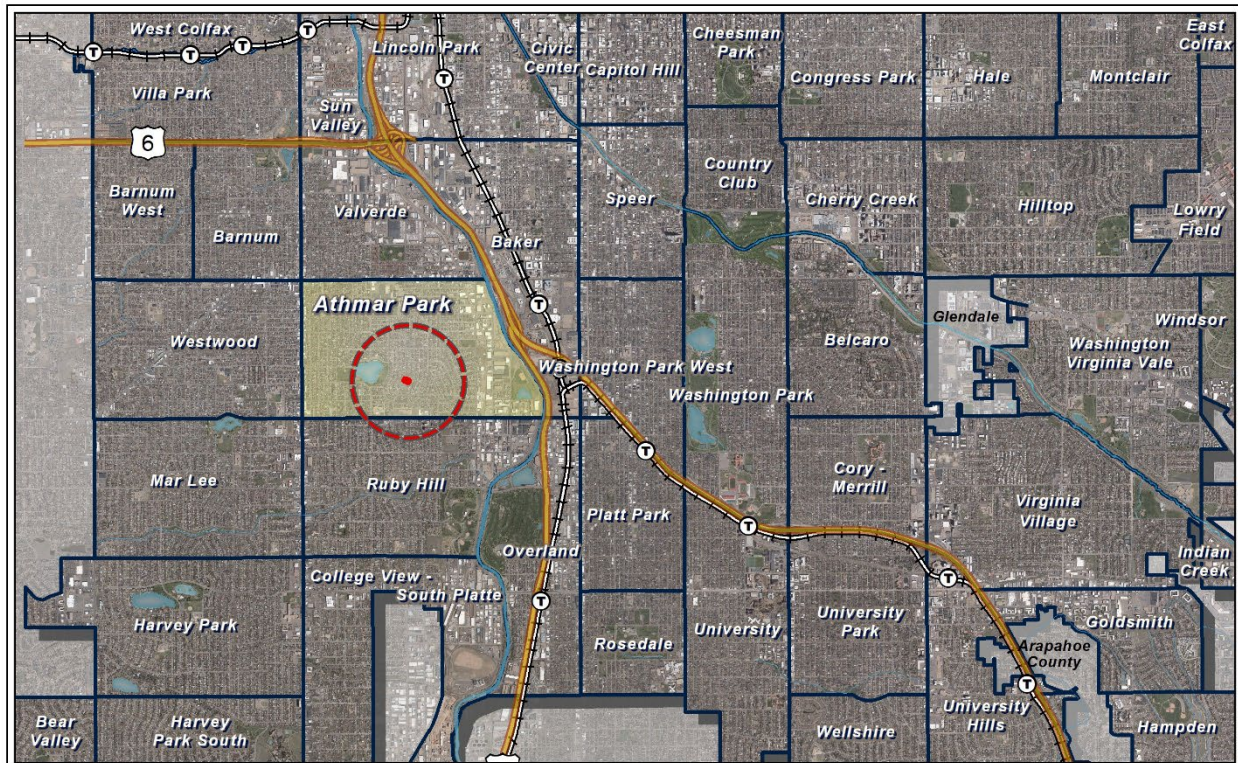 West Colfax
Lincoln Park
Civic
Center
Capitol Hill
Cheesman
Park
Congress Park
Hale
Montclair
East
Colfax
Villa Park
Sun
Valley
6
Barnum
West
Barnum
Valverde
Baker
Speer
Country
Club
Cherry Creek
Hilltop
Lowry
Field
Athmar Park
Westwood
Washington Park West
Washington Park
Belcaro
Glendale
Washington
Virginia Vale
Windsor
Mar Lee
Ruby Hill
Platt Park
Cory -
Merrill
Virginia
Village
Overland
Indian
Creek
College View -
South Platte
Harvey Park
Rosedale
University
University
Park
Goldsmith
Arapahoe
County
Bear
Valley
Harvey
Park South
Wellshire
University
Hills
Hampden
T
T
T
T
T
T
T
T
T
T
T